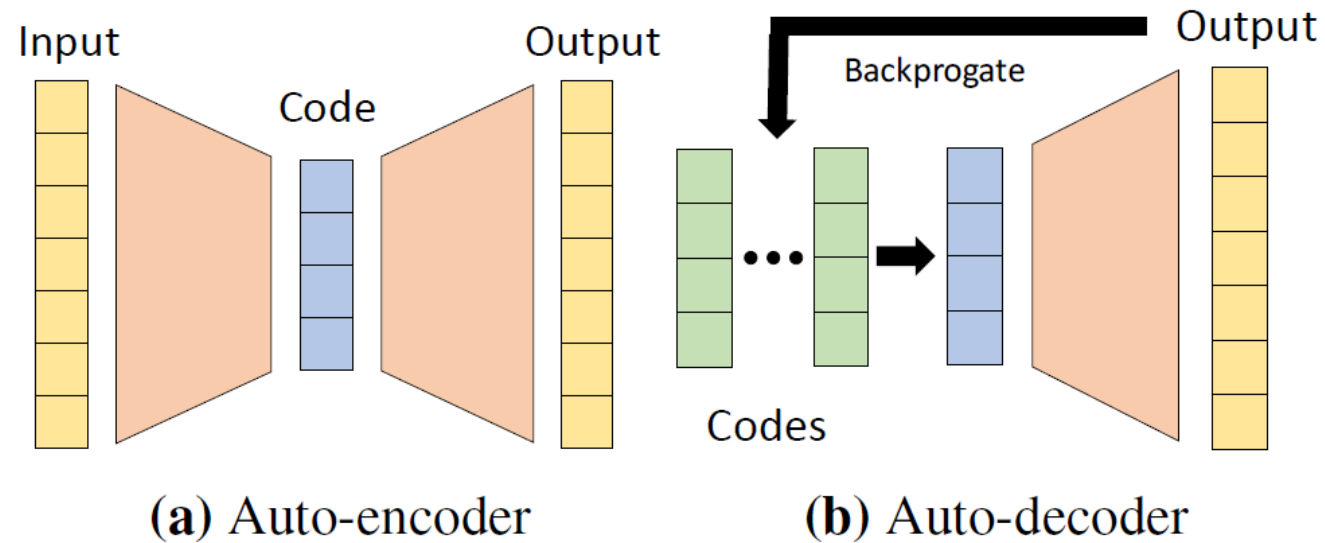 Input
Code
Output
Backprogate
Output
Codes
(a) Auto-encoder
(b) Auto-decoder